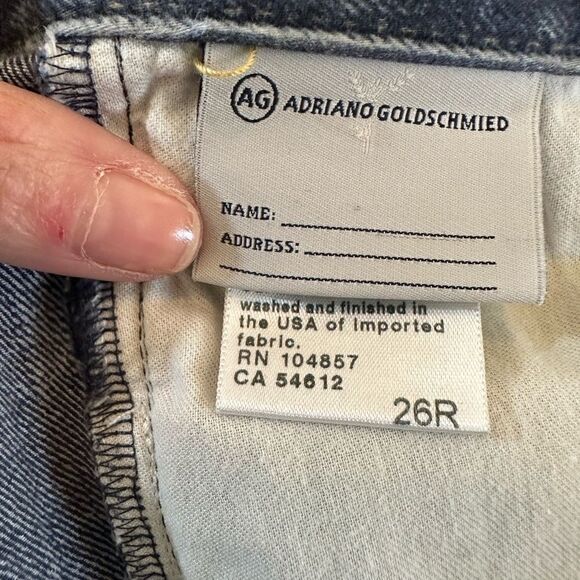 AG ADRIANO GOLDSCHMIED
NAME:
ADDRESS:
washed and finished in
the USA of imported
fabric.
RN 104857
CA 54612
26R